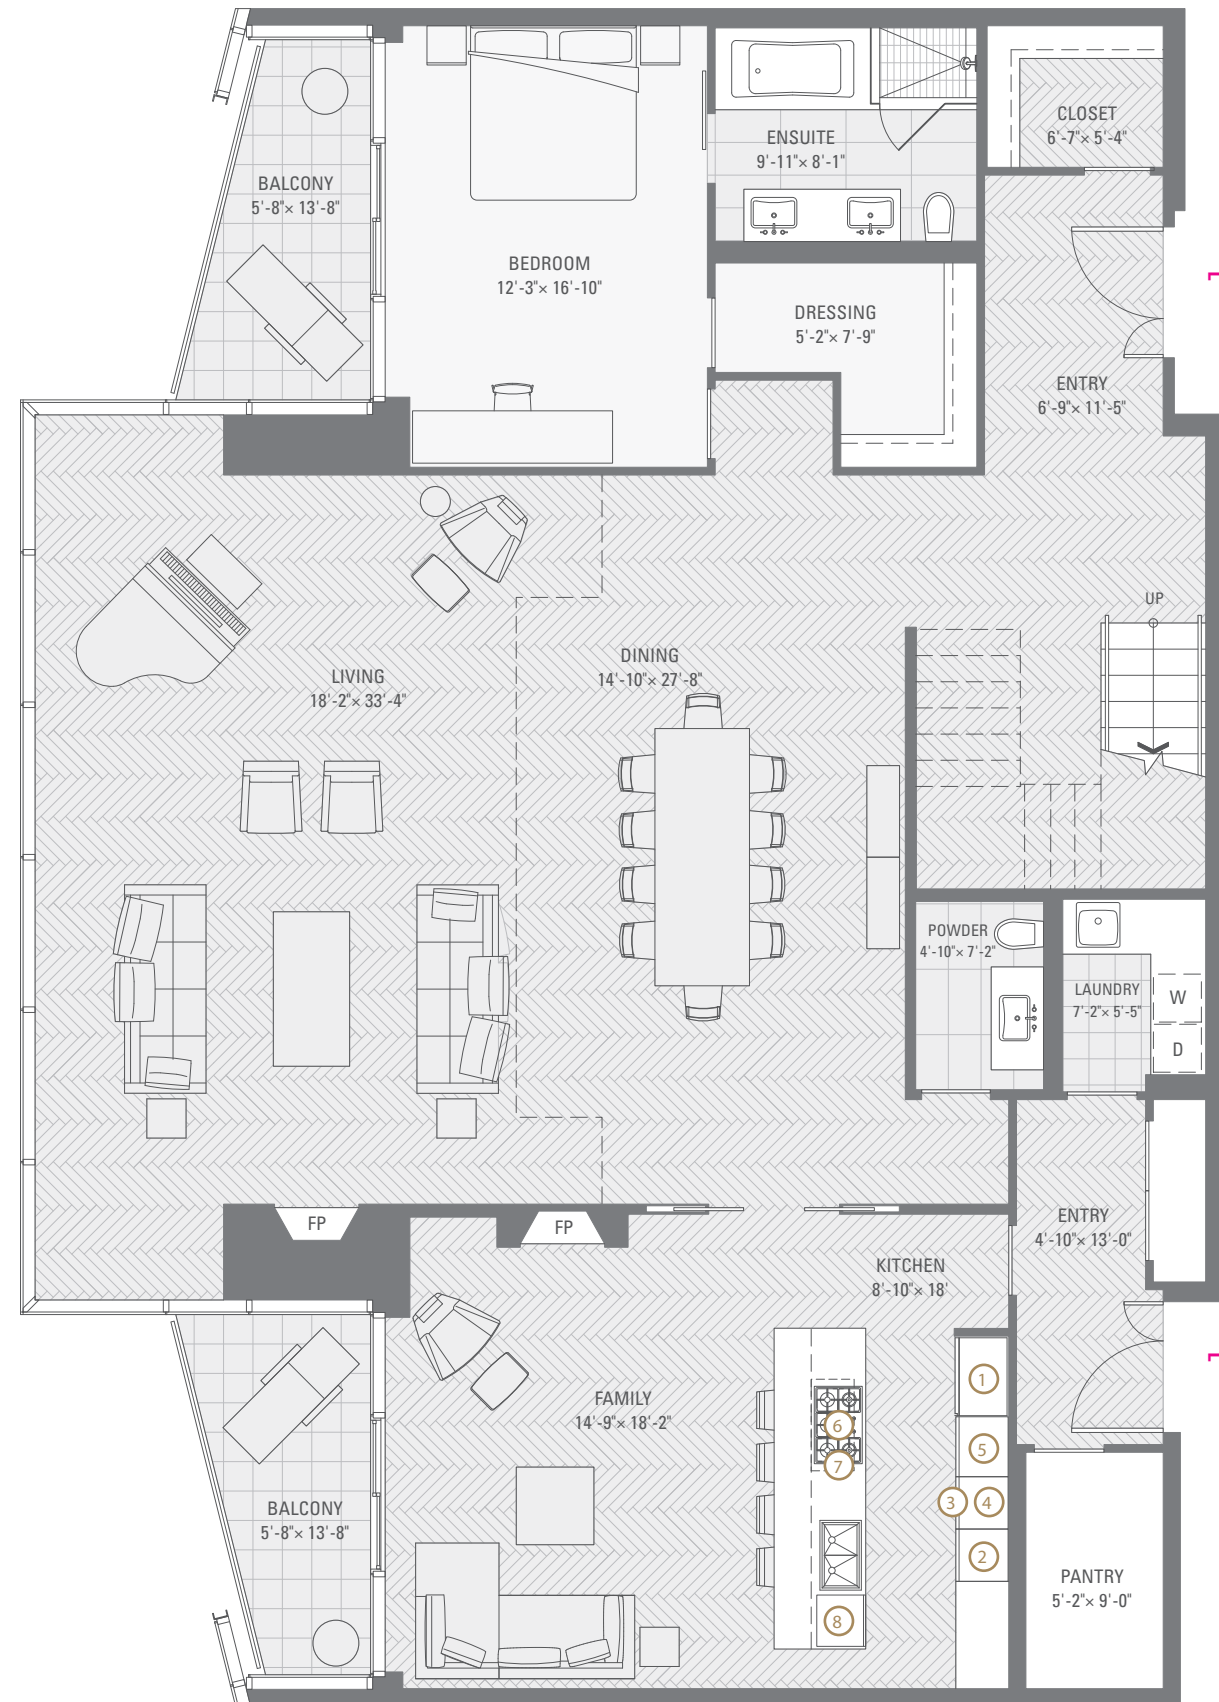 CLOSET
6'-7"× 5'-4"
ENSUITE
9'-11"× 8'-1"
BALCONY
5'-8"× 13'-8"
BEDROOM
12'-3"× 16'-10"
DRESSING
5'-2"× 7'-9"
ENTRY
6'-9"× 11'-5"
UP
DINING
14'-10"× 27'-8"
LIVING
18'-2"× 33'-4"
POWDER
4'-10"× 7'-2"
LAUNDRY
7'-2"× 5'-5"
W
D
FP
FP
ENTRY
4'-10"× 13'-0"
KITCHEN
8'-10"× 18'
1
FAMILY
14'-9"× 18'-2"
6
5
7
3
4
BALCONY
5'-8"× 13'-8"
2
PANTRY
5'-2"× 9'-0"
8